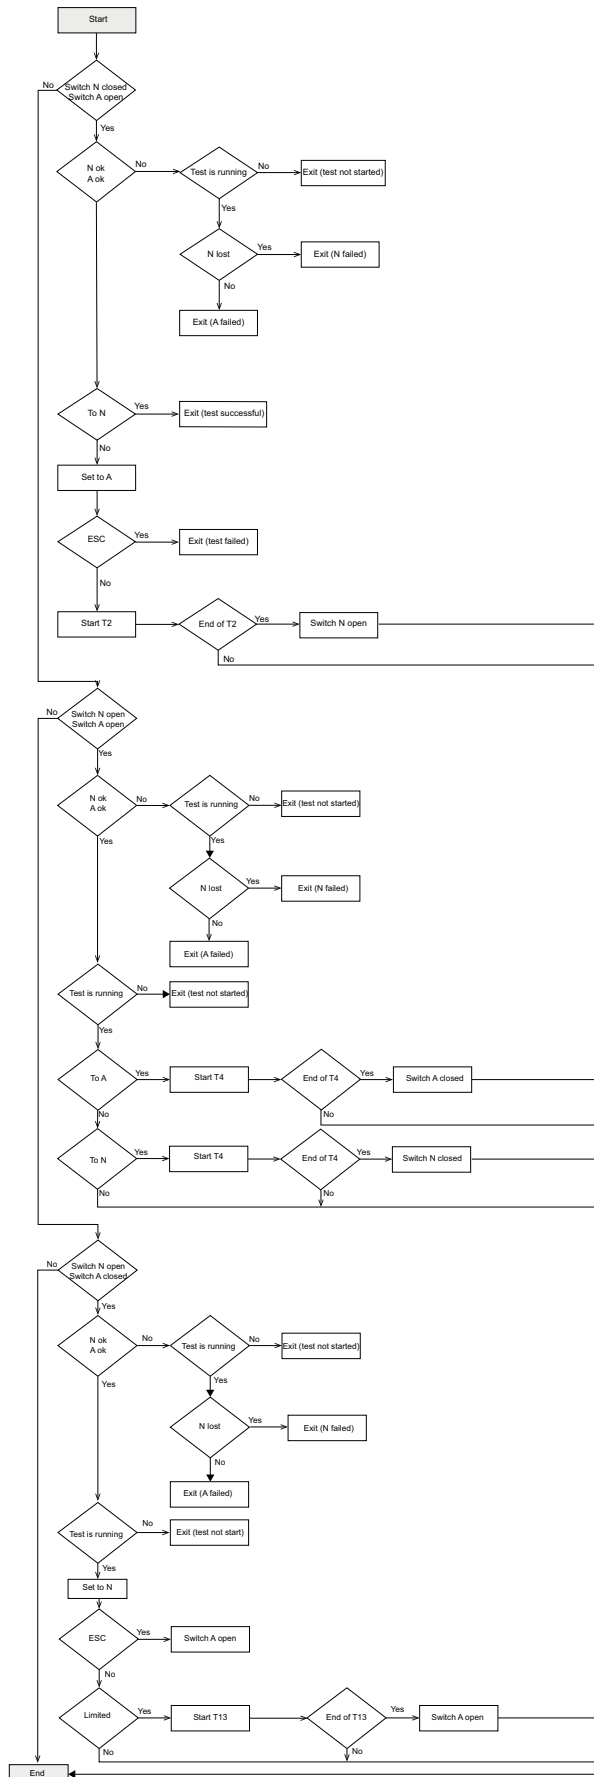 Start
No
Switch N closed
Switch A open
Yes
N ok
A ok
No
Test is running
No
Exit (test not started)
Yes
N lost
Yes
Exit (N failed)
No
Exit (A failed)
To N
Yes
Exit (test successful)
No
Set to A
ESC
Yes
Exit (test failed)
No
Start T2
End of T2
Yes
Switch N open
No
No
Switch N open
Switch A open
Yes
N ok
A ok
No
Test is running
No
Exit (test not started)
Yes
Yes
N lost
Yes
Exit (N failed)
No
Exit (A failed)
Test is running
No
Exit (test not started)
Yes
To A
Yes
Start T4
End of T4
Yes
Switch A closed
No
No
To N
Yes
Start T4
End of T4
Yes
Switch N closed
No
No
No
Switch N open
Switch A closed
Yes
N ok
A ok
No
Test is running
No
Exit (test not started)
Yes
Yes
N lost
Yes
Exit (N failed)
No
Exit (A failed)
Test is running
No
Exit (test not start)
Yes
Set to N
ESC
Yes
Switch A open
No
Limited
Yes
Start T13
End of T13
Yes
Switch A open
No
No
End